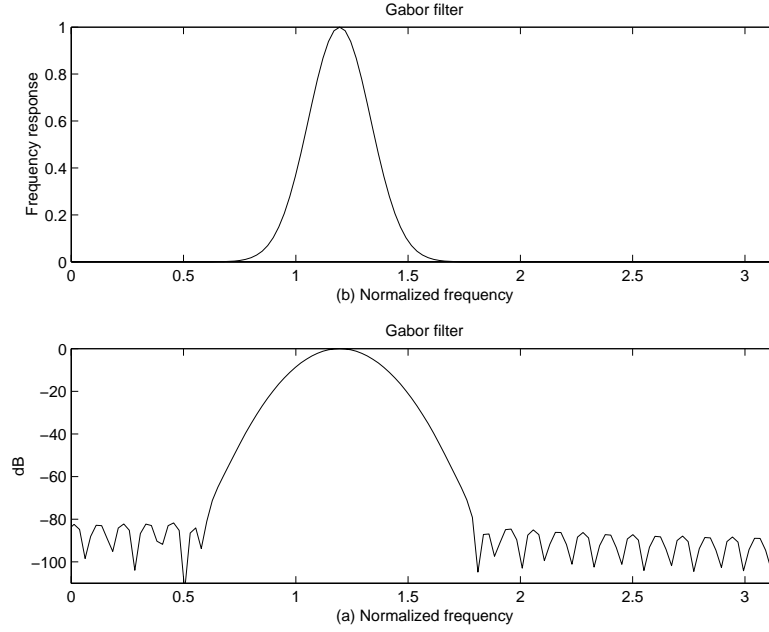 Gabor filter
1
0.8
0.6
0.4
0.2
0
Frequency response
0 0.5 1 1.5 2 2.5 3
(b) Normalized frequency
Gabor filter
0
−20
−40
−60
−80
−100
dB
0 0.5 1 1.5 2 2.5 3
(a) Normalized frequency